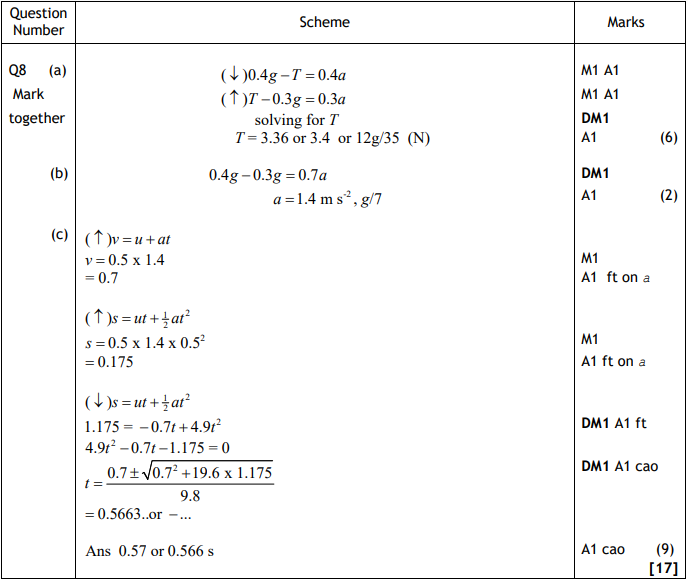 Question Number Scheme Marks
Q8 (a) (↓)0.4g − T = 0.4a M1 A1
Mark (↑)T − 0.3g = 0.3a M1 A1
together solving for T DM1
T = 3.36 or 3.4 or 12g/35 (N) A1 (6)
(b) 0.4g − 0.3g = 0.7a DM1
a = 1.4 m s⁻², g/7 A1 (2)
(c) (↑)v = u + at
v = 0.5 x 1.4 M1
= 0.7 A1 ft on a
(↑)s = ut + ½at²
s = 0.5 x 1.4 x 0.5² M1
= 0.175 A1 ft on a
(↓)s = ut + ½at²
1.175 = −0.7t + 4.9t² DM1 A1 ft
4.9t² − 0.7t − 1.175 = 0
t = (0.7 ± √(0.7² + 19.6 x 1.175)) / 9.8 DM1 A1 cao
= 0.5663..or −...
Ans 0.57 or 0.566 s A1 cao (9)
[17]